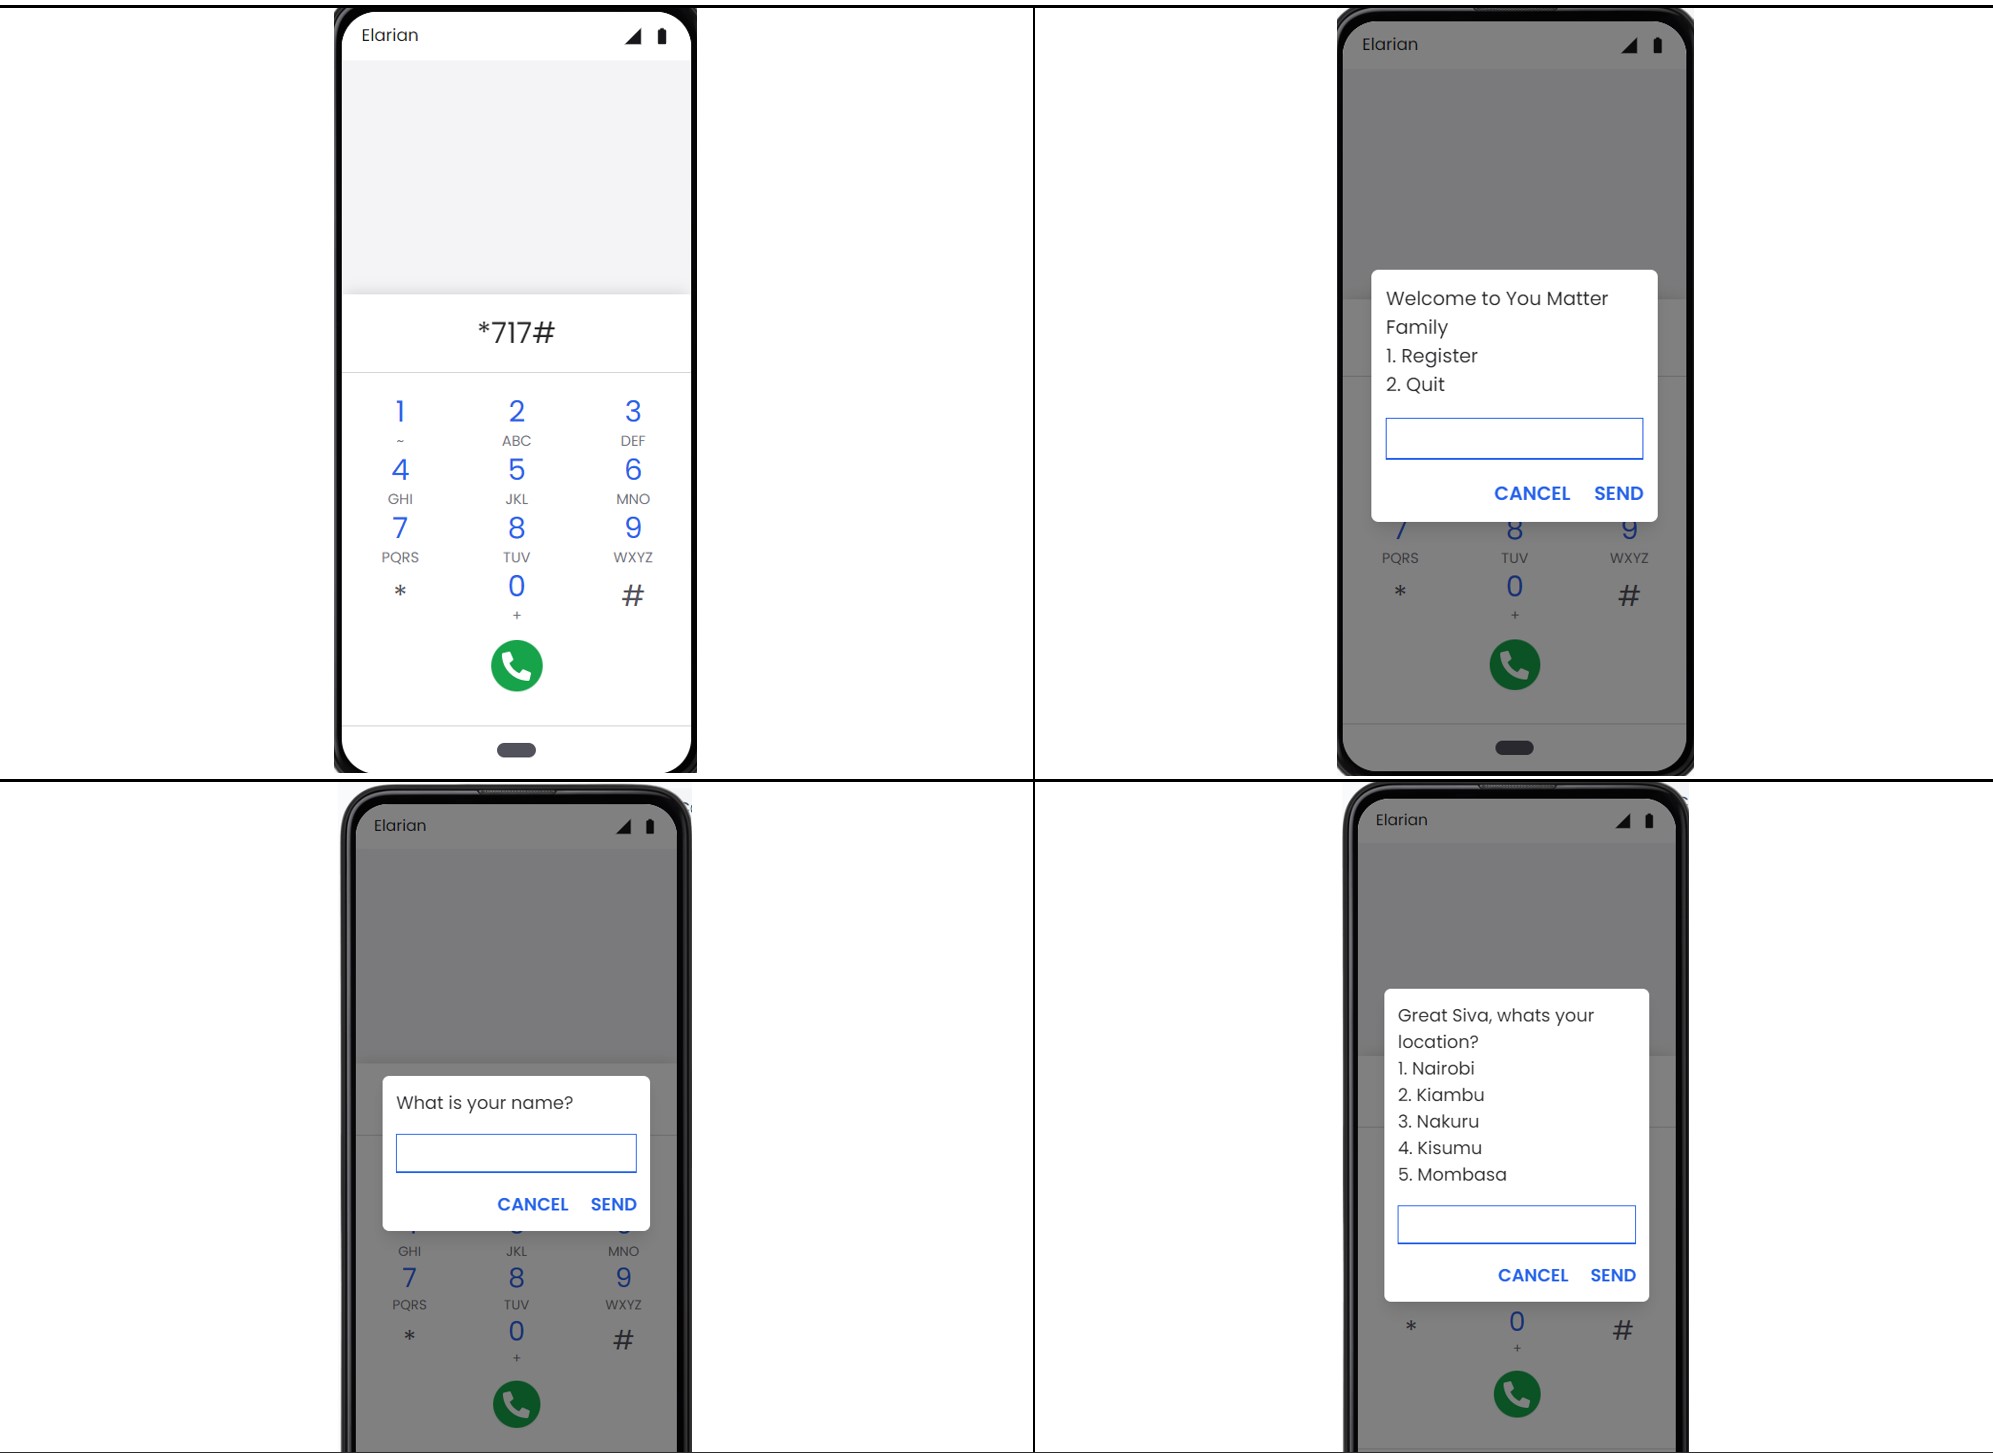 Elarian
*717#
1 2 3
~ ABC DEF
4 5 6
GHI JKL MNO
7 8 9
PQRS TUV WXYZ
* 0 #
+
Elarian
Welcome to You Matter
Family
1. Register
2. Quit
CANCEL SEND
7 8 9
PQRS TUV WXYZ
* 0 #
+
Elarian
What is your name?
CANCEL SEND
GHI JKL MNO
7 8 9
PQRS TUV WXYZ
* 0 #
+
Elarian
Great Siva, whats your
location?
1. Nairobi
2. Kiambu
3. Nakuru
4. Kisumu
5. Mombasa
CANCEL SEND
* 0 #
+